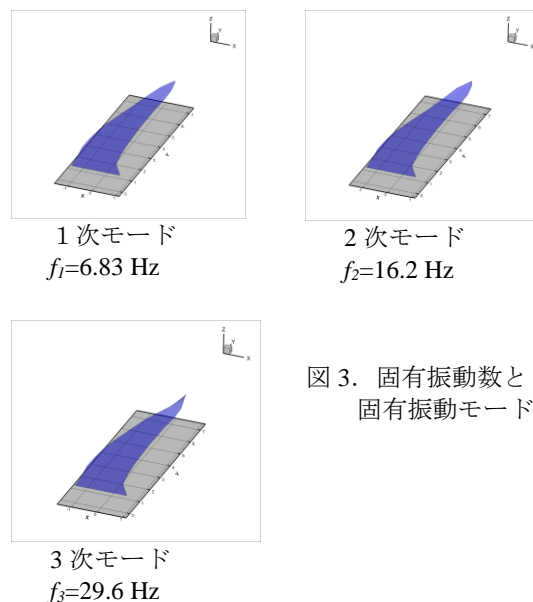 Z
Y
X
1 次モード
f1=6.83 Hz
Z
Y
X
2 次モード
f2=16.2 Hz
Z
Y
X
3 次モード
f3=29.6 Hz
図 3. 固有振動数と
固有振動モード